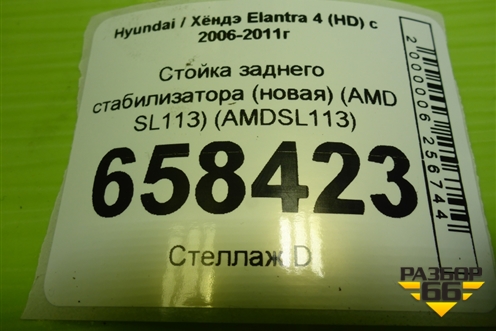 Hyundai / Хёндэ Elantra 4 (HD) с
2006-2011г
Стойка заднего
стабилизатора (новая) (AMD
SL113) (AMDSL113)
658423
Стеллаж D
2000006256744
РАЗБОР
66